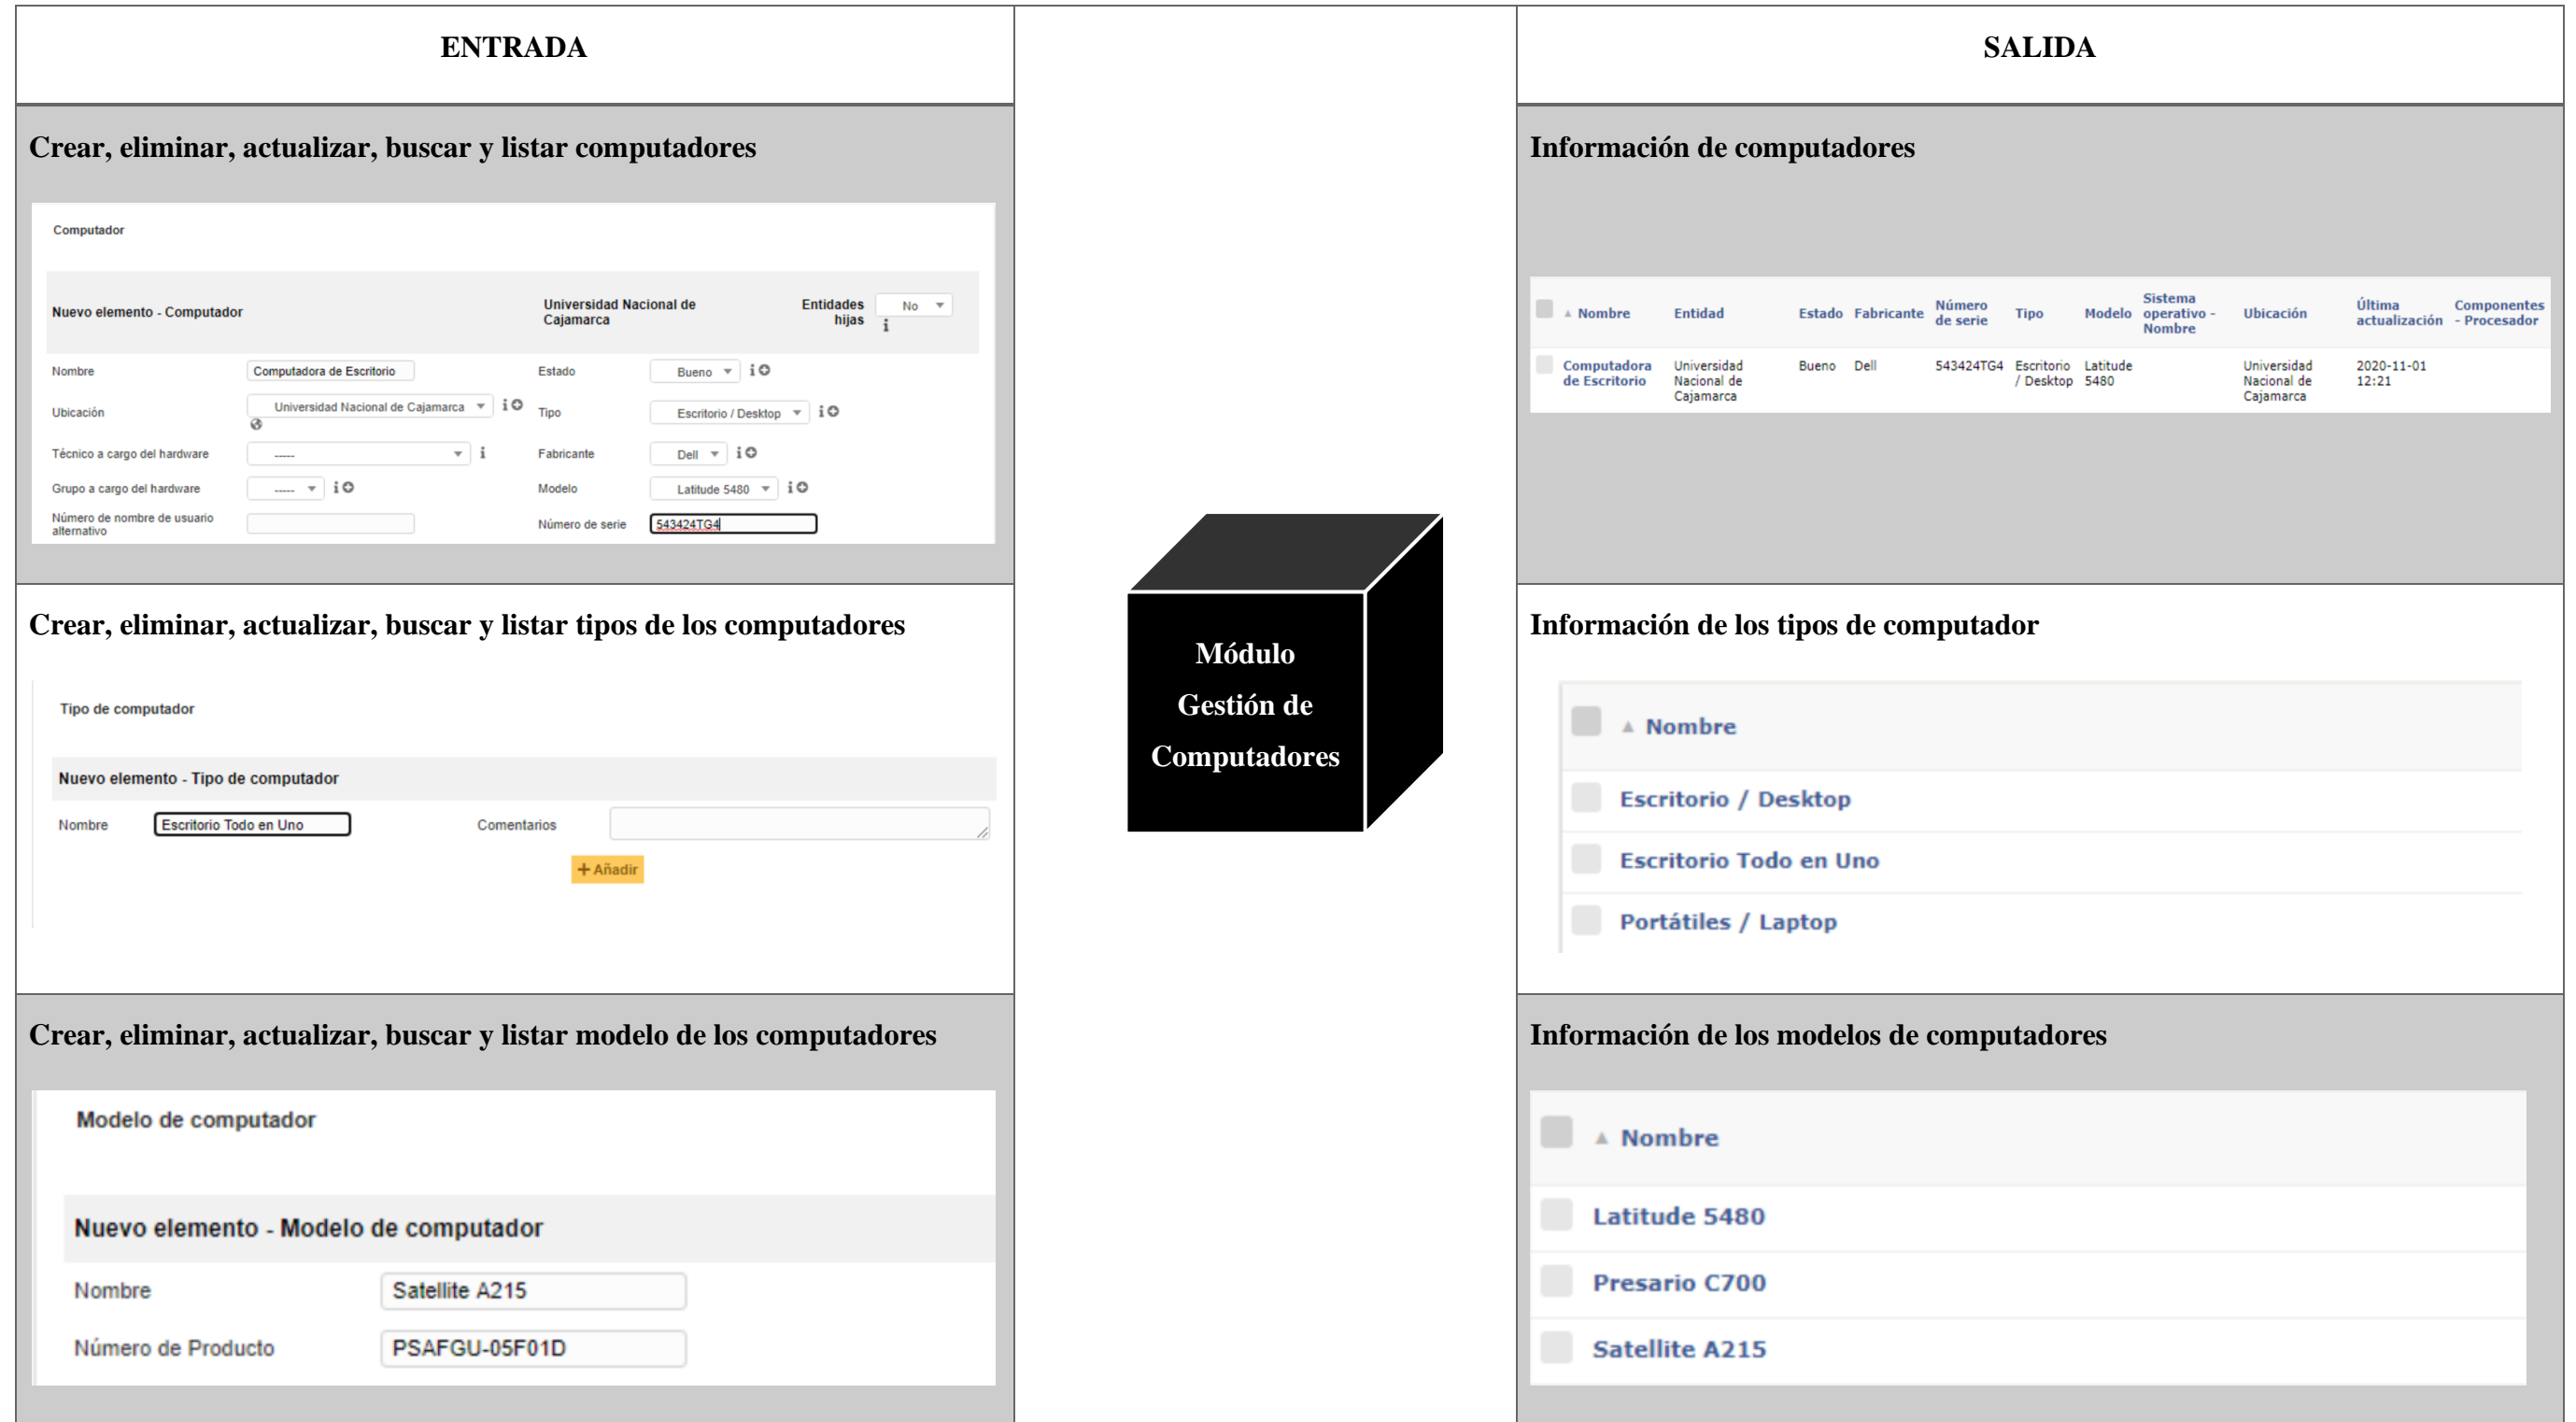 ENTRADA
Crear, eliminar, actualizar, buscar y listar computadores
Computador
Nuevo elemento - Computador
Universidad Nacional de
Cajamarca
Entidades
hijas
No
Nombre
Computadora de Escritorio
Estado
Bueno
Ubicación
Universidad Nacional de Cajamarca
Tipo
Escritorio / Desktop
Técnico a cargo del hardware
-----
Fabricante
Dell
Grupo a cargo del hardware
-----
Modelo
Latitude 5480
Número de nombre de usuario
alternativo
Número de serie
543424TG4
Crear, eliminar, actualizar, buscar y listar tipos de los computadores
Tipo de computador
Nuevo elemento - Tipo de computador
Nombre
Escritorio Todo en Uno
Comentarios
+ Añadir
Crear, eliminar, actualizar, buscar y listar modelo de los computadores
Modelo de computador
Nuevo elemento - Modelo de computador
Nombre
Satellite A215
Número de Producto
PSAFGU-05F01D
Módulo
Gestión de
Computadores
SALIDA
Información de computadores
Nombre
Entidad
Estado
Fabricante
Número
de serie
Tipo
Modelo
Sistema
operativo -
Nombre
Ubicación
Última
actualización
Componentes
- Procesador
Computadora
de Escritorio
Universidad
Nacional de
Cajamarca
Bueno
Dell
543424TG4
Escritorio
/ Desktop
Latitude
5480
Universidad
Nacional de
Cajamarca
2020-11-01
12:21
Información de los tipos de computador
Nombre
Escritorio / Desktop
Escritorio Todo en Uno
Portátiles / Laptop
Información de los modelos de computadores
Nombre
Latitude 5480
Presario C700
Satellite A215